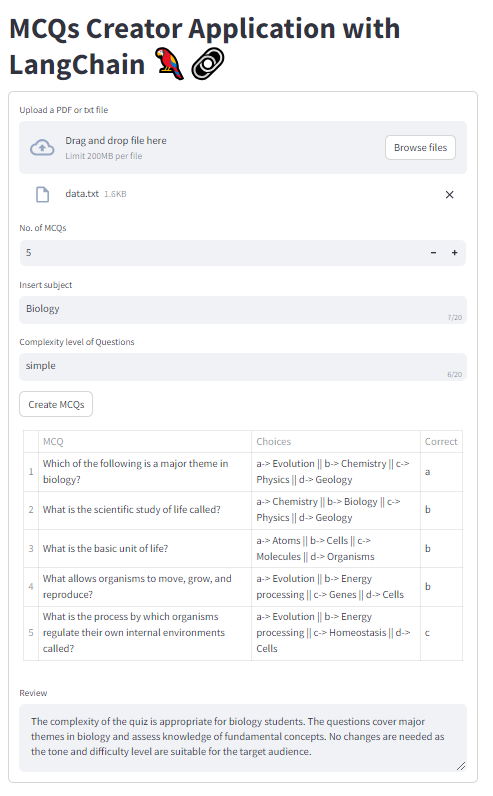 MCQs Creator Application with
LangChain 🦜🔗
Upload a PDF or txt file
Drag and drop file here
Limit 200MB per file
Browse files
data.txt 1.6KB
No. of MCQs
5
Insert subject
Biology
7/20
Complexity level of Questions
simple
6/20
Create MCQs
MCQ Choices Correct
1 Which of the following is a major theme in biology? a-> Evolution || b-> Chemistry || c-> Physics || d-> Geology a
2 What is the scientific study of life called? a-> Chemistry || b-> Biology || c-> Physics || d-> Geology b
3 What is the basic unit of life? a-> Atoms || b-> Cells || c-> Molecules || d-> Organisms b
4 What allows organisms to move, grow, and reproduce? a-> Evolution || b-> Energy processing || c-> Genes || d-> Cells b
5 What is the process by which organisms regulate their own internal environments called? a-> Evolution || b-> Energy processing || c-> Homeostasis || d-> Cells c
Review
The complexity of the quiz is appropriate for biology students. The questions cover major
themes in biology and assess knowledge of fundamental concepts. No changes are needed as
the tone and difficulty level are suitable for the target audience.